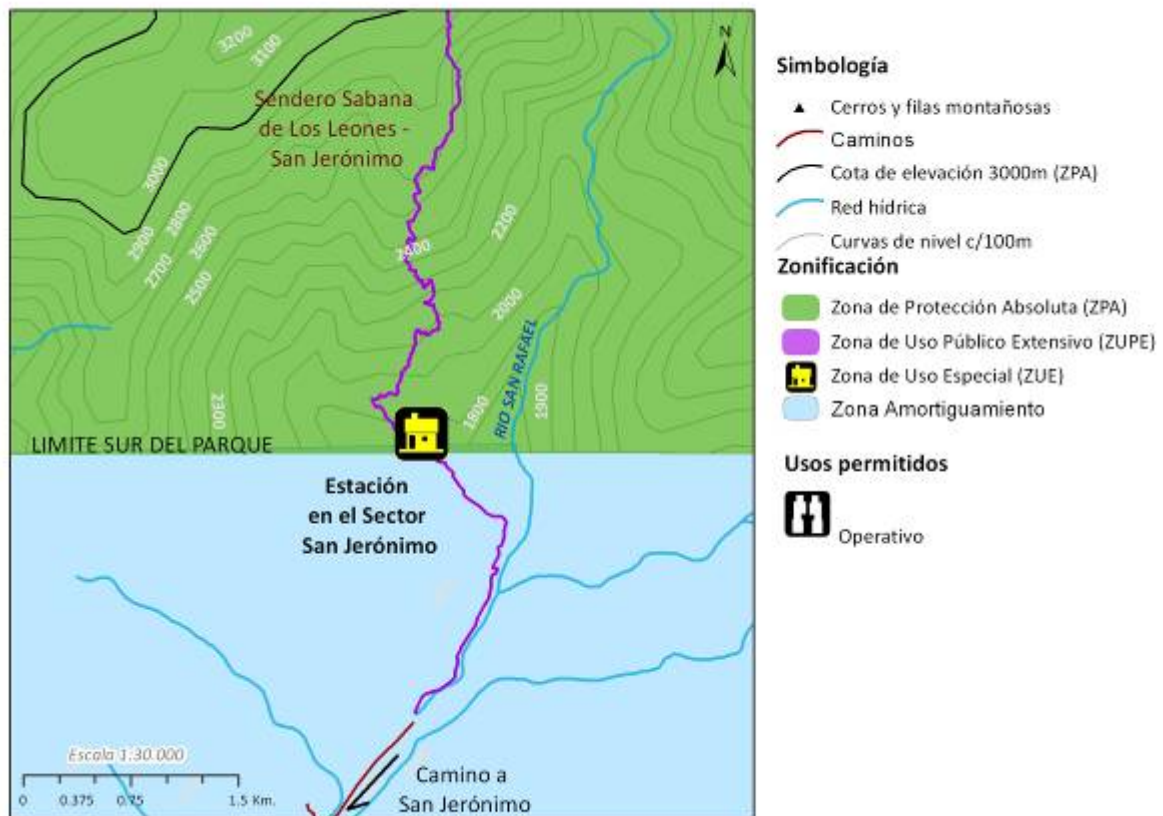 3200
3100
N
Sendero Sabana
de Los Leones -
San Jerónimo
3000
2900
2800
2700
2600
2500
2400
2200
2000
RIO SAN RAFAEL
2300
1800
1900
LIMITE SUR DEL PARQUE
Estación
en el Sector
San Jerónimo
Escala 1:30.000
0 0.375 0.75 1.5 Km.
Camino a
San Jerónimo
Simbología
Cerros y filas montañosas
Caminos
Cota de elevación 3000m (ZPA)
Red hídrica
Curvas de nivel c/100m
Zonificación
Zona de Protección Absoluta (ZPA)
Zona de Uso Público Extensivo (ZUPE)
Zona de Uso Especial (ZUE)
Zona Amortiguamiento
Usos permitidos
Operativo